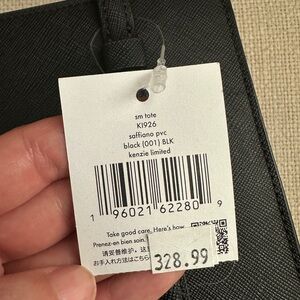 sm tote
K1926
saffiano pvc
black (001) BLK
kenzie limited
1 96021 62280 9
Take good care. Here's how.
Prenez-en bien soin.
请妥善维护。
お手入れ方法はこちら
328.99